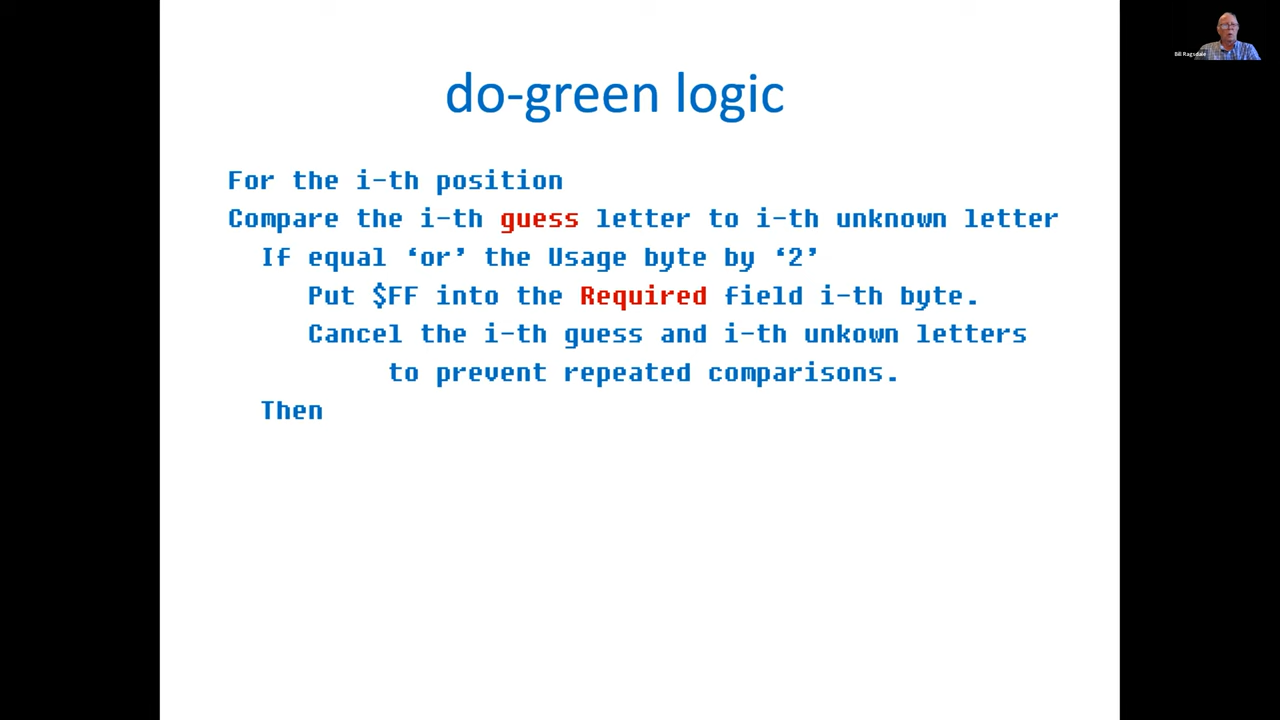 do-green logic
For the i-th position
Compare the i-th guess letter to i-th unknown letter
If equal ‘or’ the Usage byte by ‘2’
Put $FF into the Required field i-th byte.
Cancel the i-th guess and i-th unkown letters
to prevent repeated comparisons.
Then
Bill Ragsdale